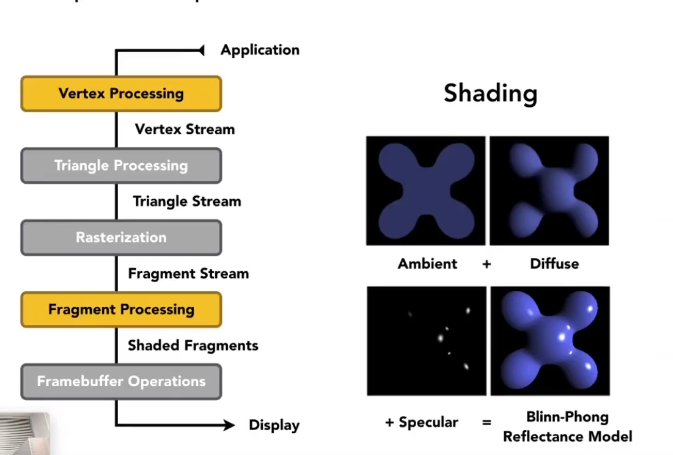 Application
Vertex Processing
Vertex Stream
Triangle Processing
Triangle Stream
Rasterization
Fragment Stream
Fragment Processing
Shaded Fragments
Framebuffer Operations
Display
Shading
Ambient + Diffuse
+ Specular = Blinn-Phong
Reflectance Model